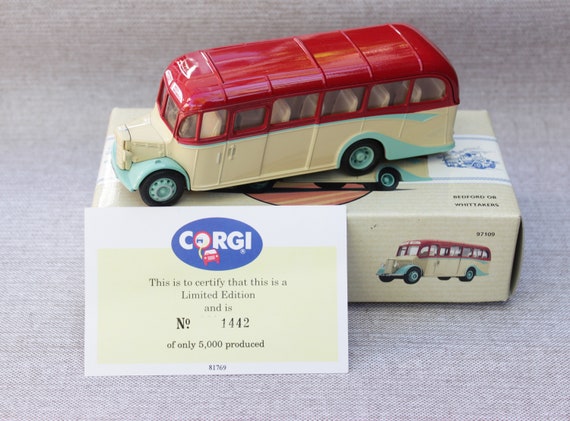 BEDFORD OB
WHITTAKERS
97109
CORGI
®
This is to certify that this is a
Limited Edition
and is
No 1442
of only 5,000 produced
81769